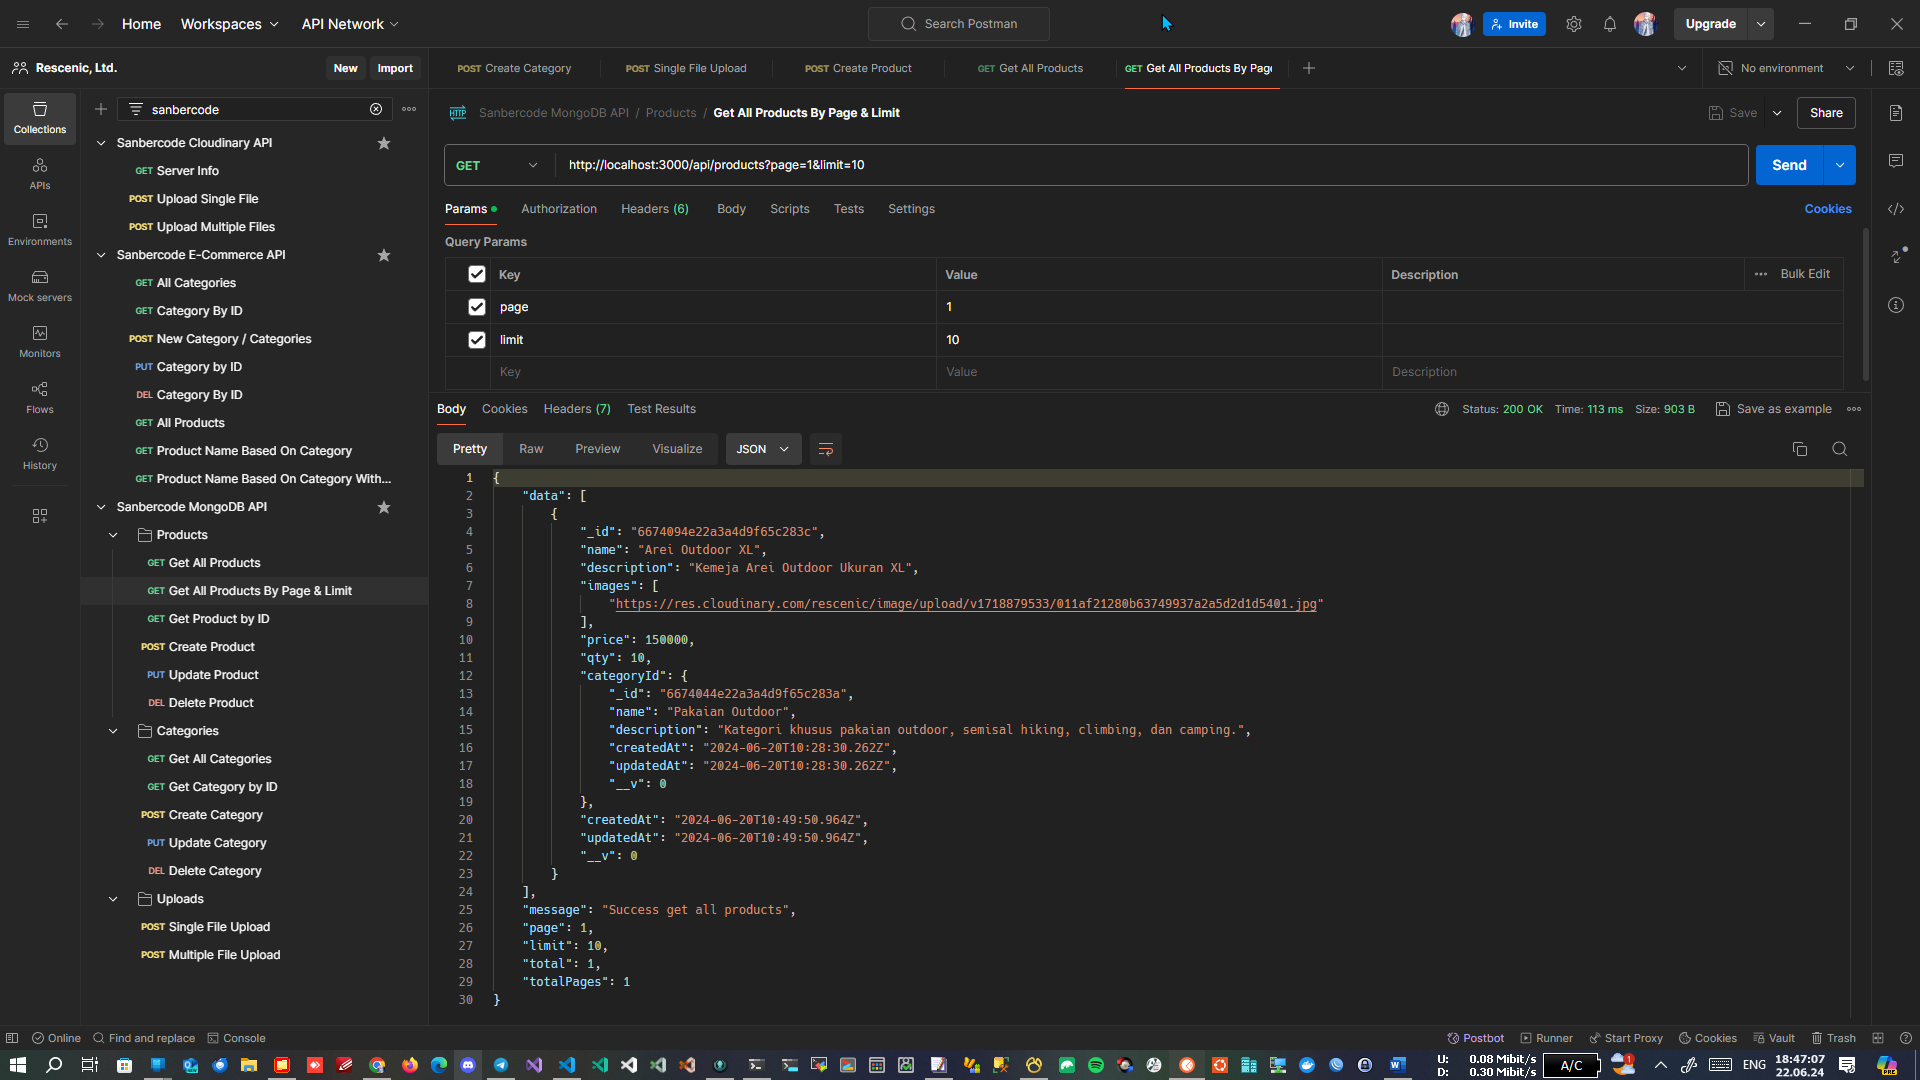 Home
Workspaces
API Network
Search Postman
Invite
Upgrade
Rescenic, Ltd.
New
Import
POST Create Category
POST Single File Upload
POST Create Product
GET Get All Products
GET Get All Products By Page
No environment
Collections
APIs
Environments
Mock servers
Monitors
Flows
History
sanbercode
Sanbercode Cloudinary API
GET Server Info
POST Upload Single File
POST Upload Multiple Files
Sanbercode E-Commerce API
GET All Categories
GET Category By ID
POST New Category / Categories
PUT Category by ID
DEL Category By ID
GET All Products
GET Product Name Based On Category
GET Product Name Based On Category With...
Sanbercode MongoDB API
Products
GET Get All Products
GET Get All Products By Page & Limit
GET Get Product by ID
POST Create Product
PUT Update Product
DEL Delete Product
Categories
GET Get All Categories
GET Get Category by ID
POST Create Category
PUT Update Category
DEL Delete Category
Uploads
POST Single File Upload
POST Multiple File Upload
HTTP Sanbercode MongoDB API / Products / Get All Products By Page & Limit
Save
Share
GET http://localhost:3000/api/products?page=1&limit=10
Send
Params Authorization Headers (6) Body Scripts Tests Settings
Cookies
Query Params
Key Value Description Bulk Edit
page 1
limit 10
Key Value Description
Body Cookies Headers (7) Test Results
Status: 200 OK Time: 113 ms Size: 903 B Save as example
Pretty Raw Preview Visualize JSON
1 {
2 "data": [
3 {
4 "_id": "6674094e22a3a4d9f65c283c",
5 "name": "Arei Outdoor XL",
6 "description": "Kemeja Arei Outdoor Ukuran XL",
7 "images": [
8 "https://res.cloudinary.com/rescenic/image/upload/v1718879533/011af21280b63749937a2a5d2d1d5401.jpg"
9 ],
10 "price": 150000,
11 "qty": 10,
12 "categoryId": {
13 "_id": "6674044e22a3a4d9f65c283a",
14 "name": "Pakaian Outdoor",
15 "description": "Kategori khusus pakaian outdoor, semisal hiking, climbing, dan camping.",
16 "createdAt": "2024-06-20T10:28:30.262Z",
17 "updatedAt": "2024-06-20T10:28:30.262Z",
18 "__v": 0
19 },
20 "createdAt": "2024-06-20T10:49:50.964Z",
21 "updatedAt": "2024-06-20T10:49:50.964Z",
22 "__v": 0
23 }
24 ],
25 "message": "Success get all products",
26 "page": 1,
27 "limit": 10,
28 "total": 1,
29 "totalPages": 1
30 }
Online
Find and replace
Console
Postbot
Runner
Start Proxy
Cookies
Vault
Trash
U: 0.08 Mibit/s
D: 0.30 Mibit/s
A/C
1
ENG
18:47:07
22.06.24